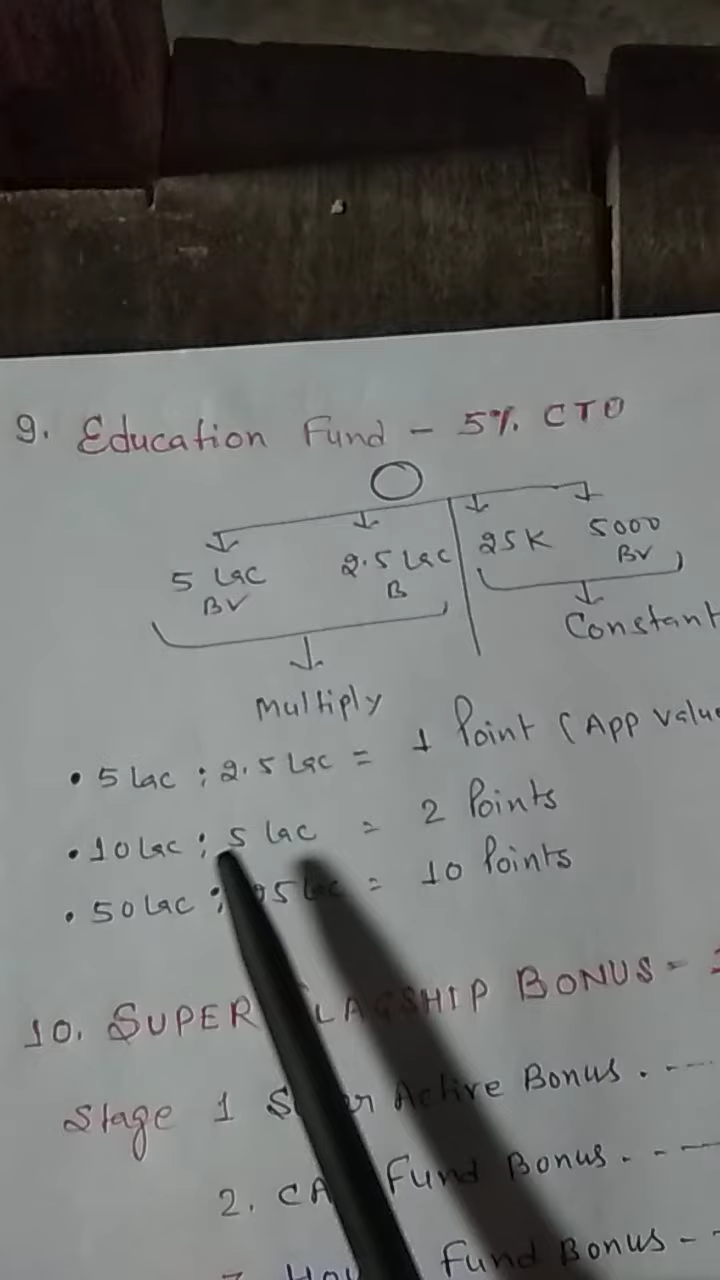 9. Education Fund - 5% CTO
5 Lac 2.5 Lac 25K 5000
BV B BV
Constant
Multiply
• 5 Lac : 2.5 Lac = 1 Point (App value
• 10 Lac : 5 Lac = 2 Points
• 50 Lac : = 10 Points
10. SUPER BONUS -
Stage 1 Active Bonus . ----
2. Fund Bonus. - --
Fund Bonus - -